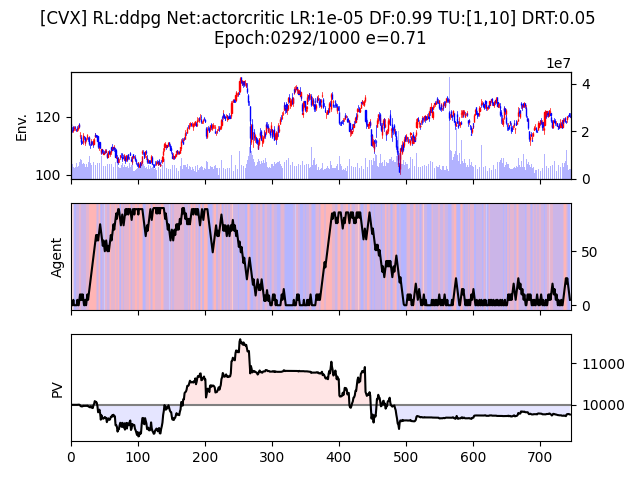 [CVX] RL:ddpg Net:actorcritic LR:1e-05 DF:0.99 TU:[1,10] DRT:0.05
Epoch:0292/1000 e=0.71
1e7
Env.
120
100
4
2
0
Agent
50
0
PV
11000
10000
0 100 200 300 400 500 600 700